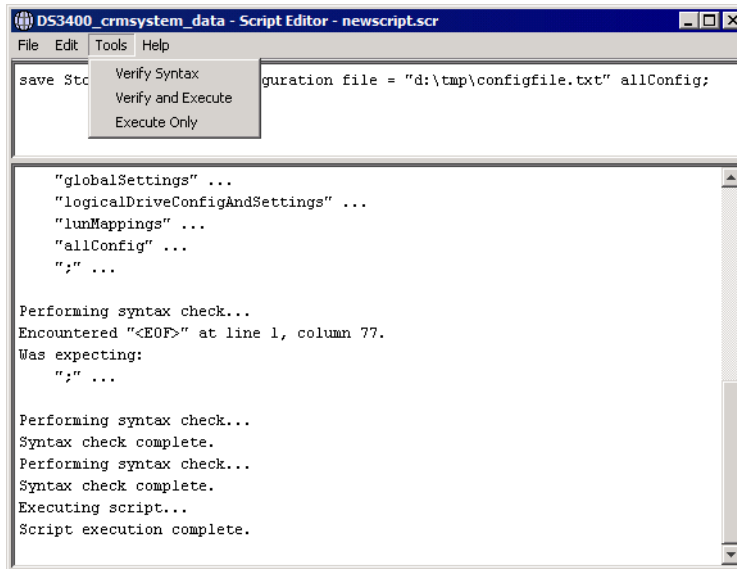 DS3400_crmsystem_data - Script Editor - newscript.scr
File Edit Tools Help
save Sto guration file = "d:\tmp\configfile.txt" allConfig;
Verify Syntax
Verify and Execute
Execute Only
"globalSettings" ...
"logicalDriveConfigAndSettings" ...
"lunMappings" ...
"allConfig" ...
";" ...
Performing syntax check...
Encountered "<EOF>" at line 1, column 77.
Was expecting:
";" ...
Performing syntax check...
Syntax check complete.
Performing syntax check...
Syntax check complete.
Executing script...
Script execution complete.